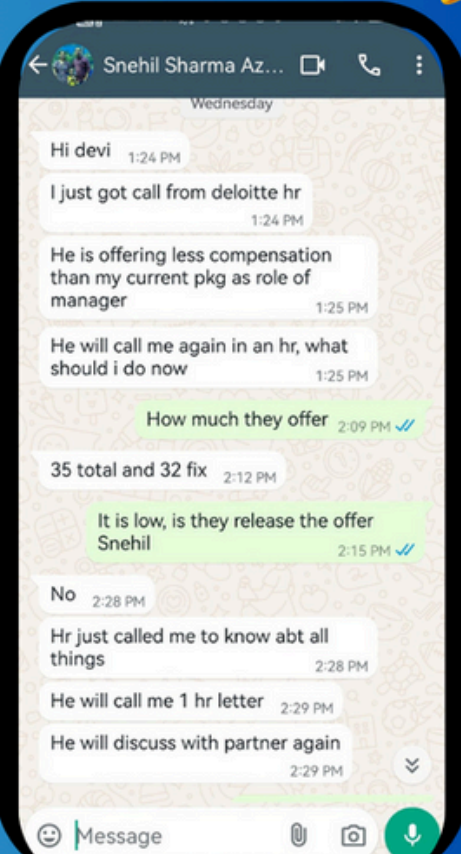 Snehil Sharma Az...
Wednesday
Hi devi 1:24 PM
I just got call from deloitte hr
1:24 PM
He is offering less compensation
than my current pkg as role of
manager 1:25 PM
He will call me again in an hr, what
should i do now 1:25 PM
How much they offer 2:09 PM
35 total and 32 fix 2:12 PM
It is low, is they release the offer
Snehil 2:15 PM
No 2:28 PM
Hr just called me to know abt all
things 2:28 PM
He will call me 1 hr letter 2:29 PM
He will discuss with partner again
2:29 PM
Message